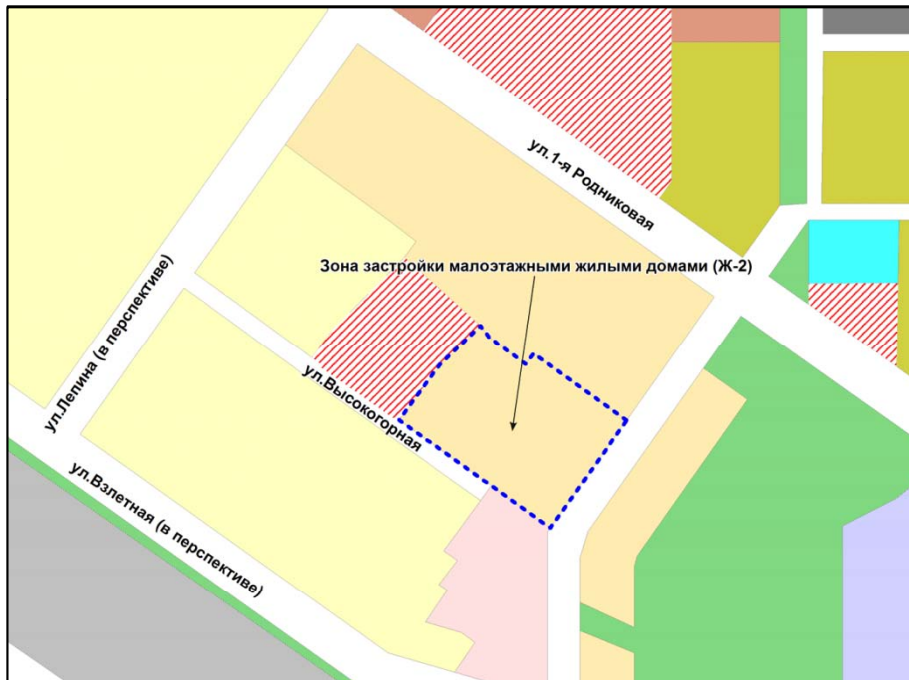 ул.1-я Родниковая
Зона застройки малоэтажными жилыми домами (Ж-2)
ул.Лепина (в перспективе)
ул.Высокогорная
ул.Взлетная (в перспективе)